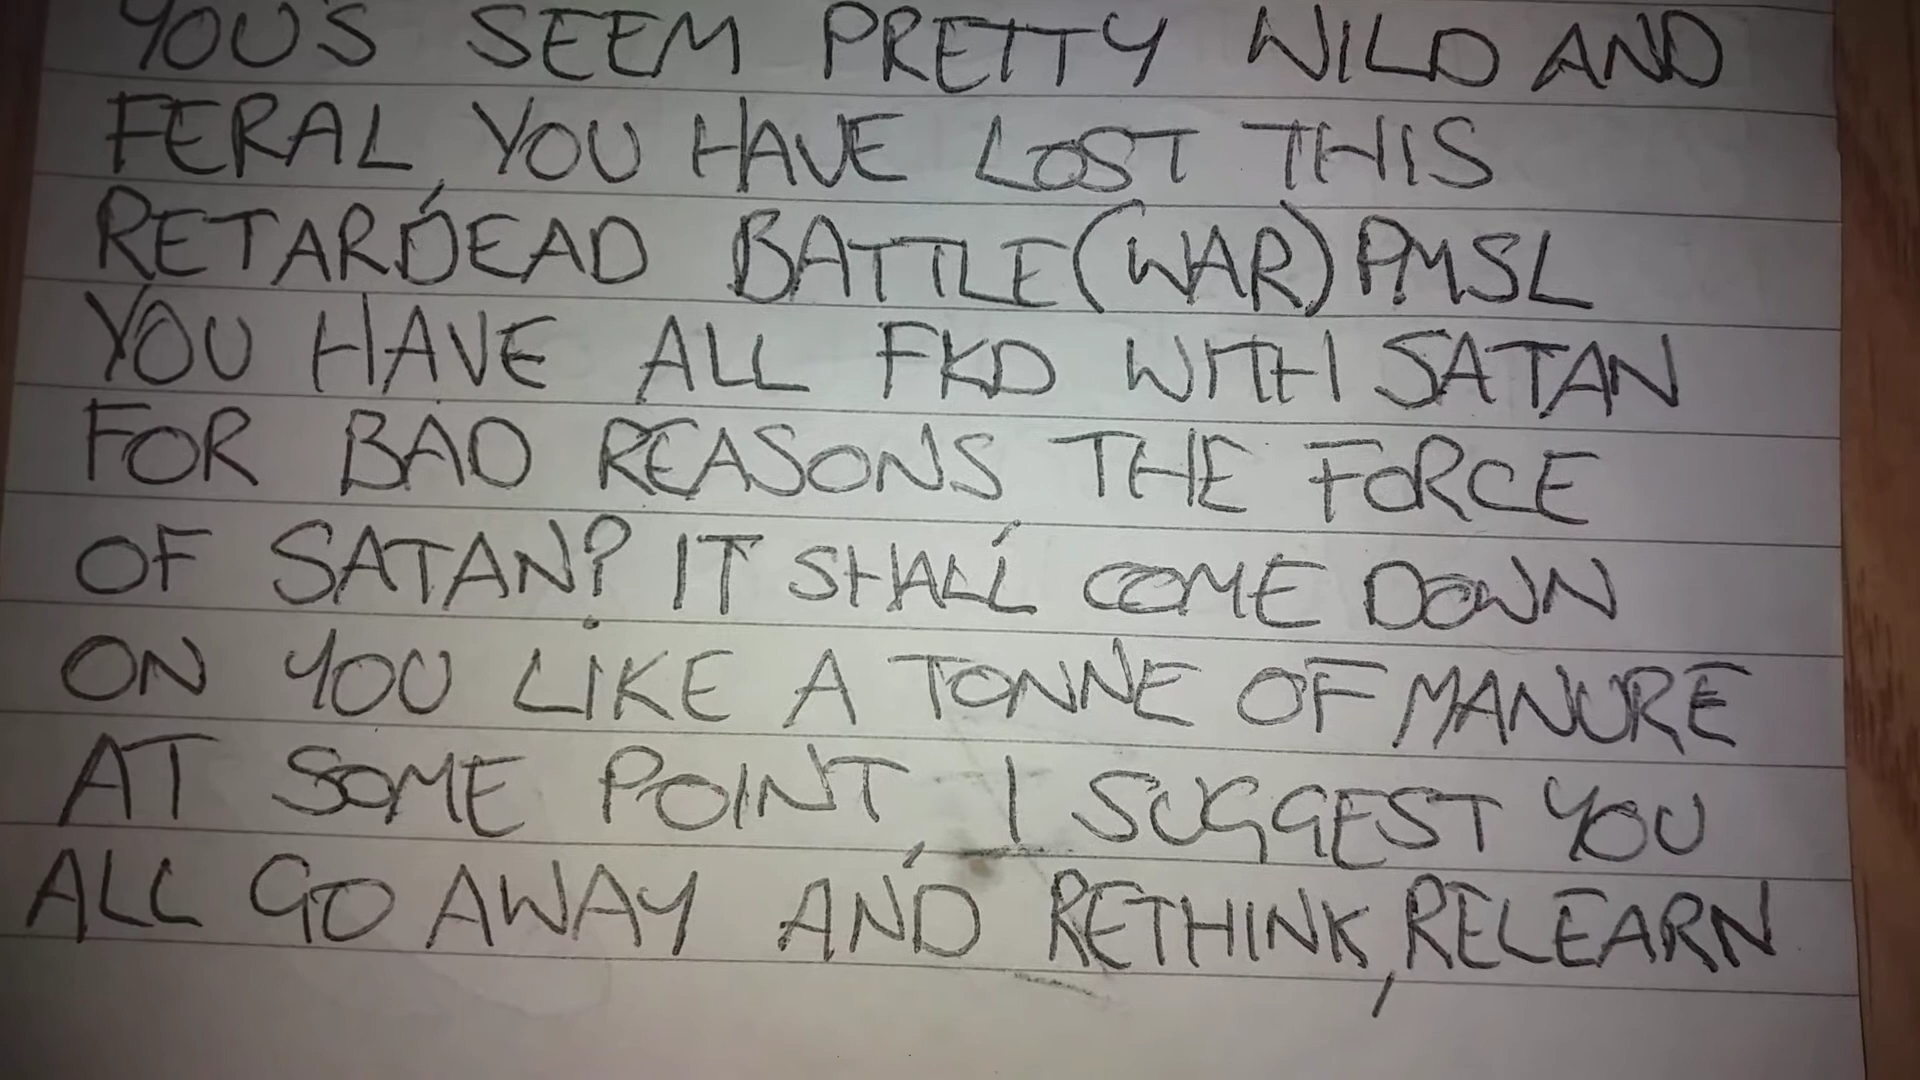 YOU'S SEEM PRETTY WILD AND
FERAL, YOU HAVE LOST THIS
RETARDEAD BATTLE(WAR)PMSL
YOU HAVE ALL FKD WITH SATAN
FOR BAD REASONS, THE FORCE
OF SATAN? IT SHALL COME DOWN
ON YOU LIKE A TONNE OF MANURE
AT SOME POINT, I SUGGEST YOU
ALL GO AWAY AND RETHINK, RELEARN